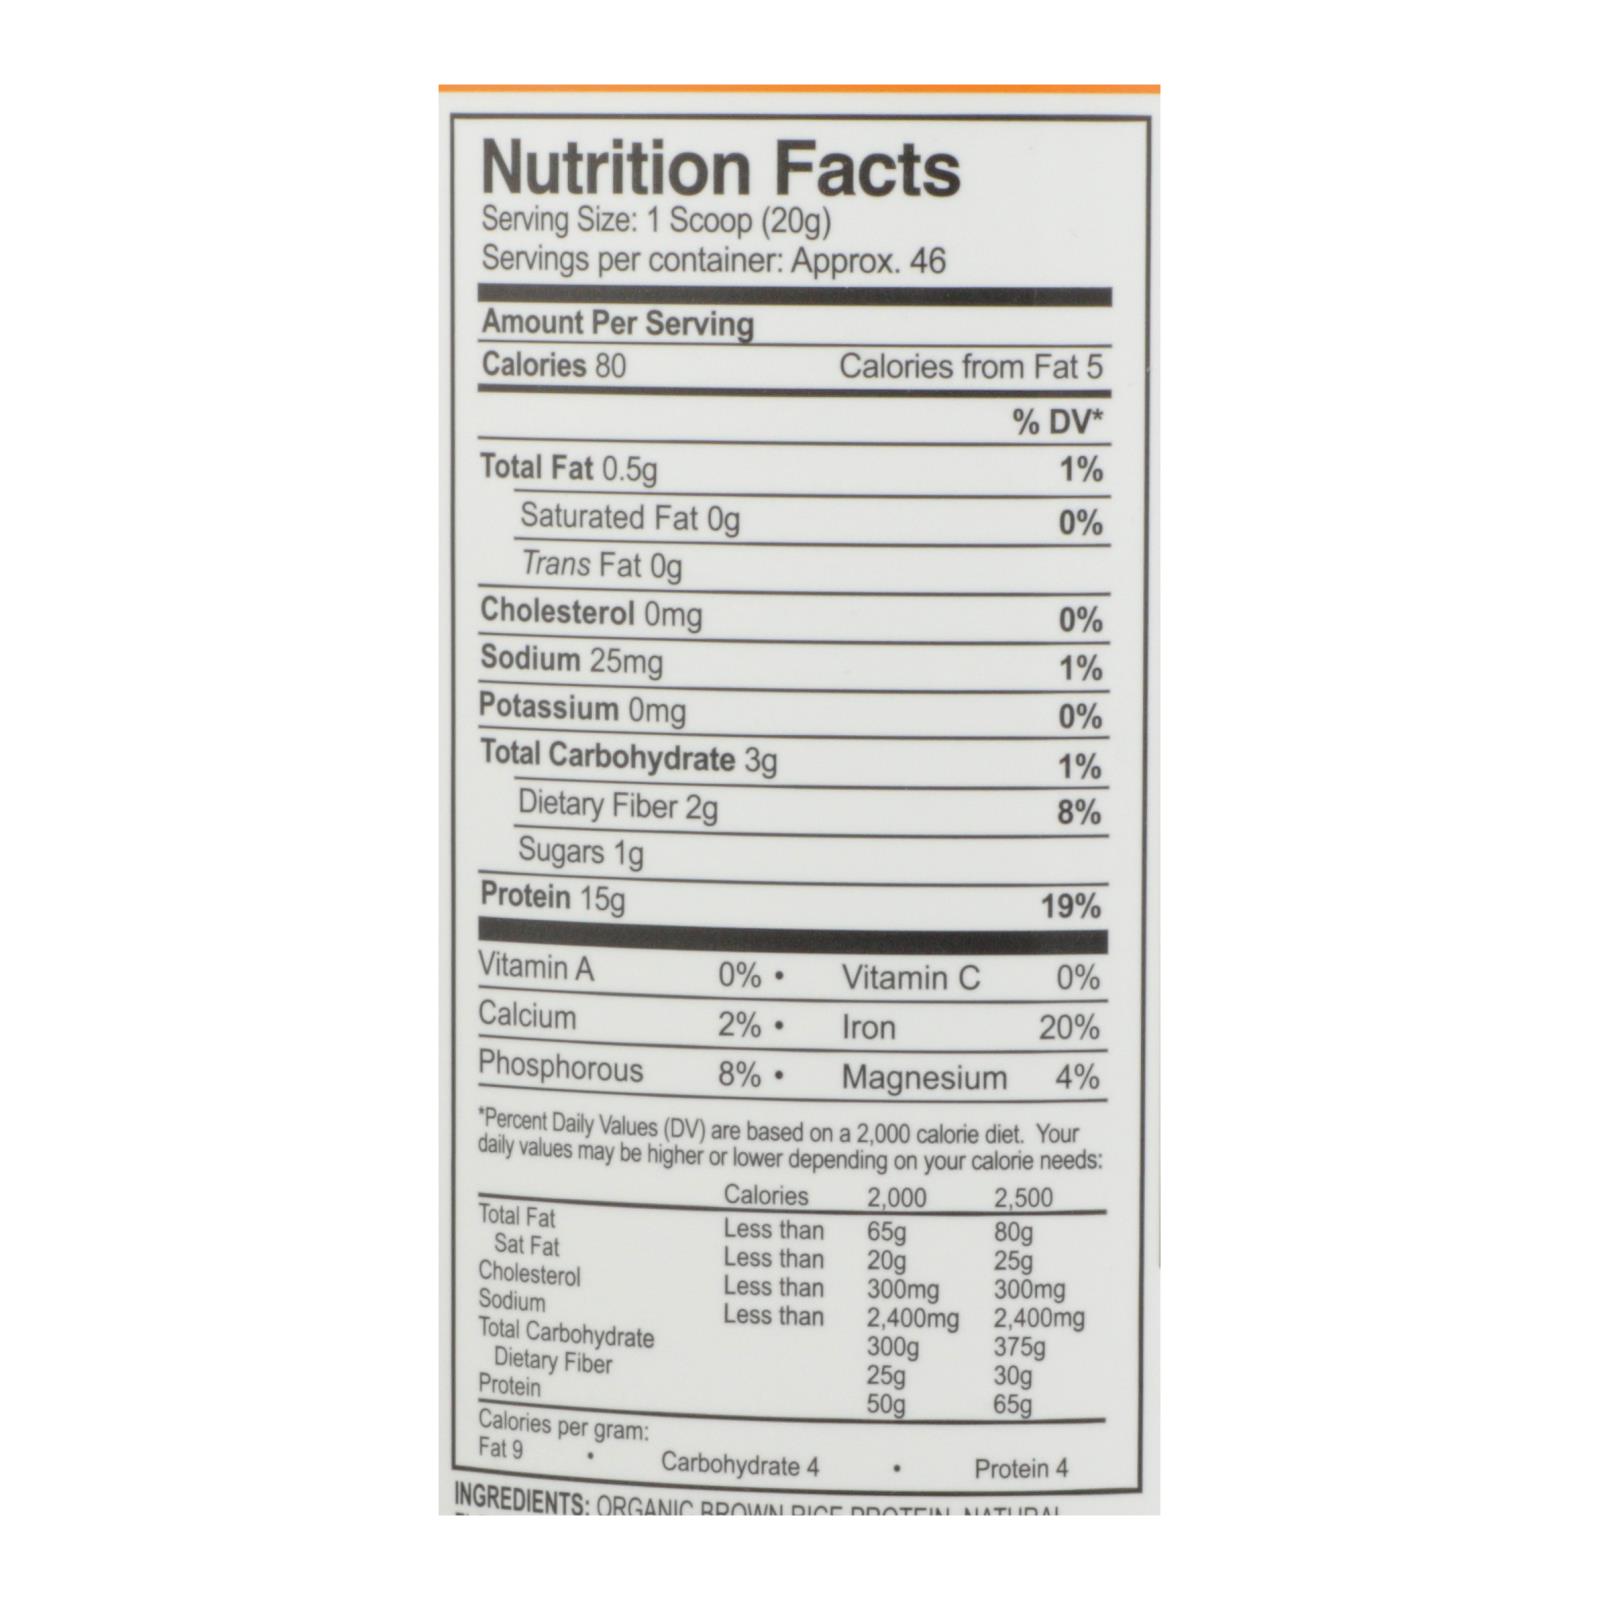 Nutrition Facts
Serving Size: 1 Scoop (20g)
Servings per container: Approx. 46
Amount Per Serving
Calories 80 Calories from Fat 5
% DV*
Total Fat 0.5g 1%
Saturated Fat 0g 0%
Trans Fat 0g
Cholesterol 0mg 0%
Sodium 25mg 1%
Potassium 0mg 0%
Total Carbohydrate 3g 1%
Dietary Fiber 2g 8%
Sugars 1g
Protein 15g 19%
Vitamin A 0% • Vitamin C 0%
Calcium 2% • Iron 20%
Phosphorous 8% • Magnesium 4%
*Percent Daily Values (DV) are based on a 2,000 calorie diet. Your
daily values may be higher or lower depending on your calorie needs:
Calories 2,000 2,500
Total Fat Less than 65g 80g
Sat Fat Less than 20g 25g
Cholesterol Less than 300mg 300mg
Sodium Less than 2,400mg 2,400mg
Total Carbohydrate 300g 375g
Dietary Fiber 25g 30g
Protein 50g 65g
Calories per gram:
Fat 9 • Carbohydrate 4 • Protein 4
INGREDIENTS: ORGANIC BROWN RICE PROTEIN, NATURAL